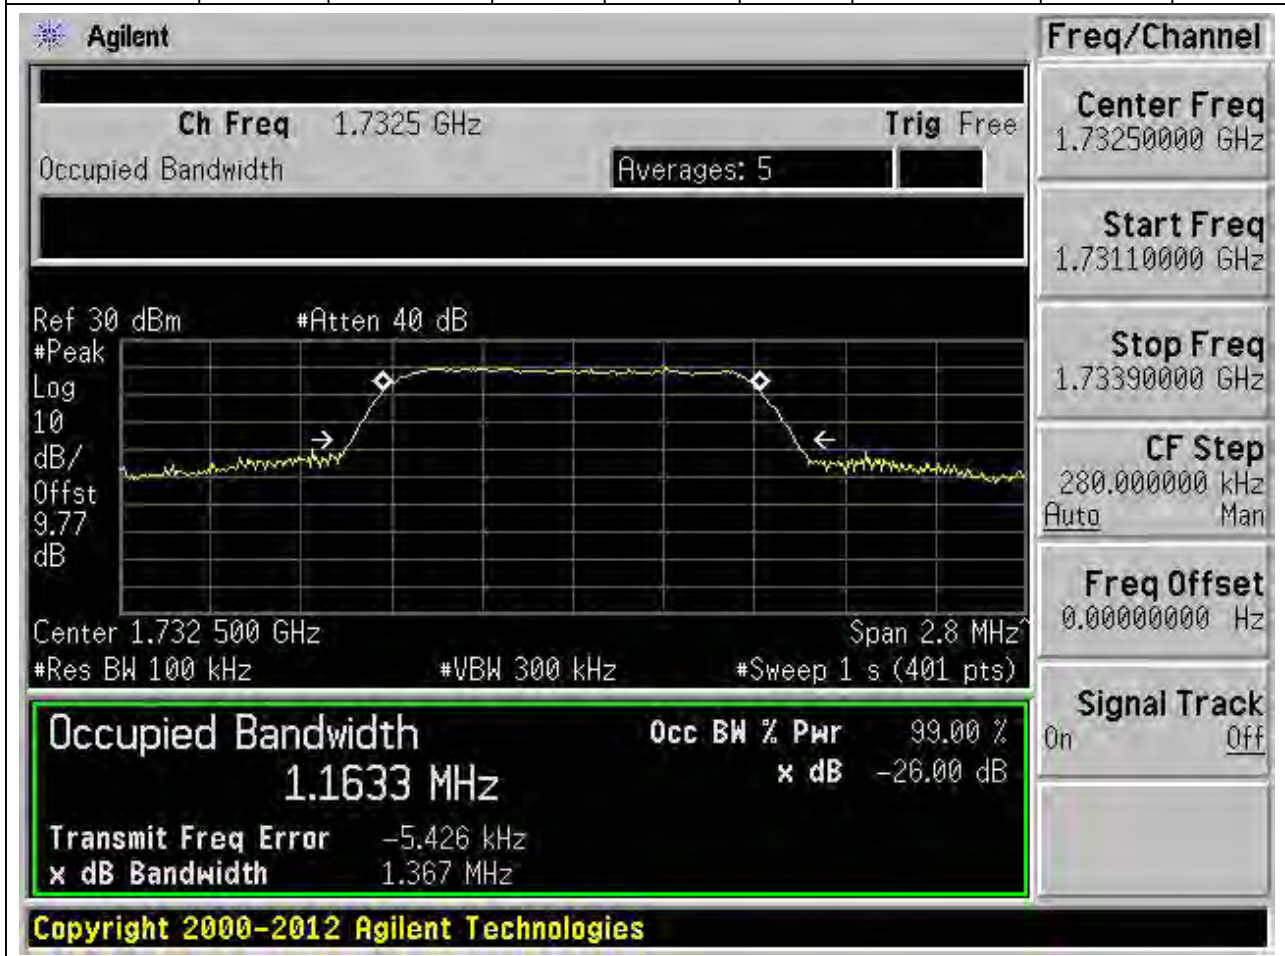 Agilent
Freq/Channel
Ch Freq 1.7325 GHz Trig Free
Occupied Bandwidth Averages: 5
Center Freq
1.73250000 GHz
Start Freq
1.73110000 GHz
Stop Freq
1.73390000 GHz
CF Step
280.000000 kHz
Auto Man
Freq Offset
0.00000000 Hz
Signal Track
On Off
Ref 30 dBm #Atten 40 dB
#Peak
Log
10
dB/
Offst
9.77
dB
Center 1.732 500 GHz Span 2.8 MHz^
#Res BW 100 kHz #VBW 300 kHz #Sweep 1 s (401 pts)
Occupied Bandwidth Occ BW % Pwr 99.00 %
1.1633 MHz x dB -26.00 dB
Transmit Freq Error -5.426 kHz
x dB Bandwidth 1.367 MHz
Copyright 2000-2012 Agilent Technologies